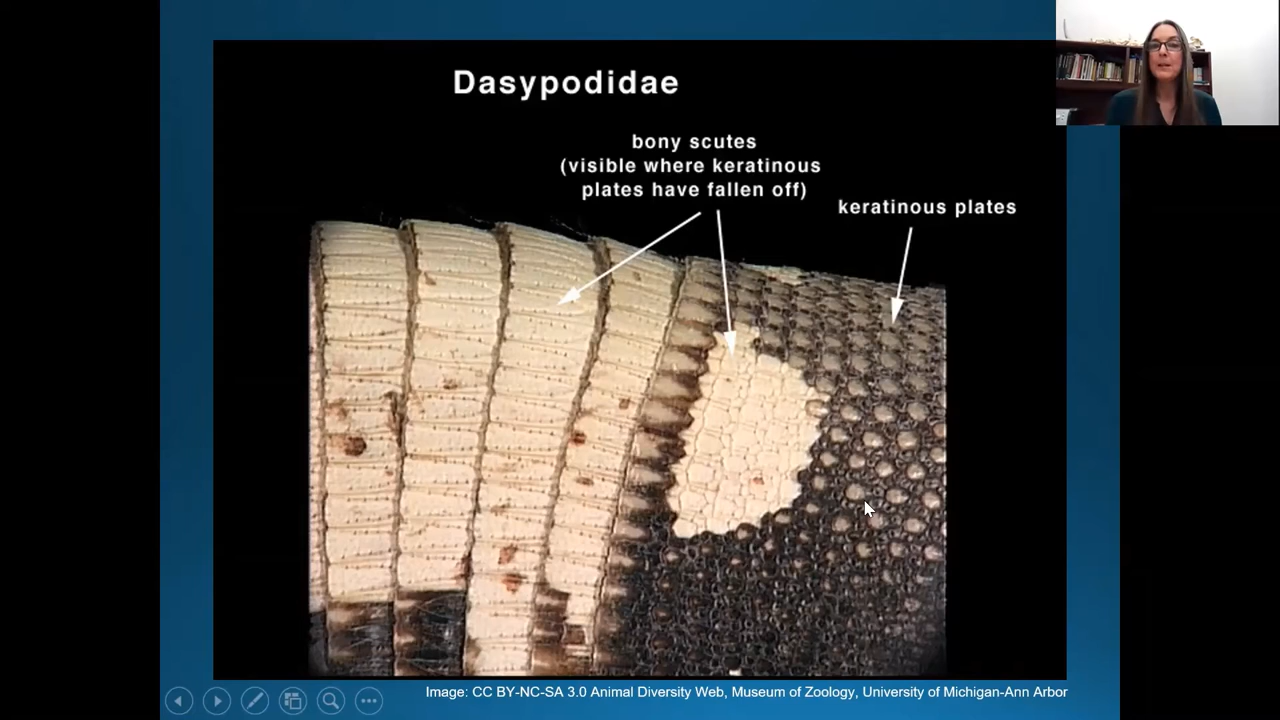 Dasypodidae
bony scutes
(visible where keratinous
plates have fallen off)
keratinous plates
Image: CC BY-NC-SA 3.0 Animal Diversity Web, Museum of Zoology, University of Michigan-Ann Arbor